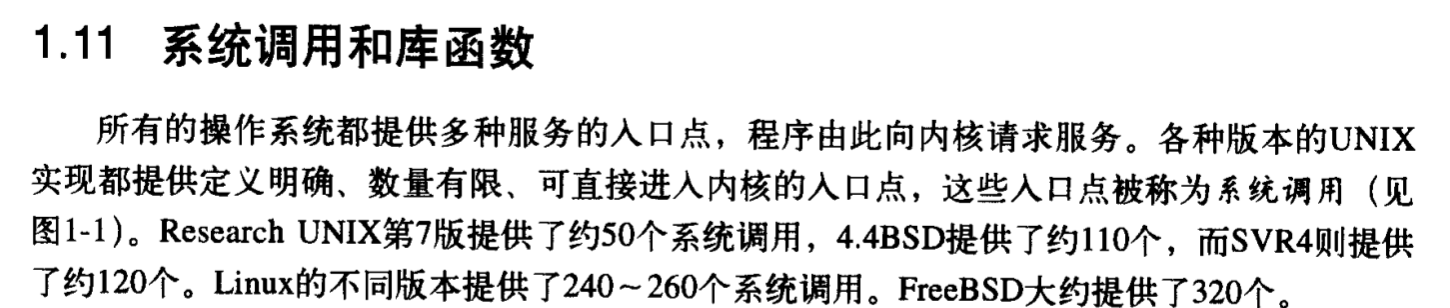 1.11 系统调用和库函数
所有的操作系统都提供多种服务的入口点，程序由此向内核请求服务。各种版本的UNIX
实现都提供定义明确、数量有限、可直接进入内核的入口点，这些入口点被称为系统调用（见
图1-1）。Research UNIX第7版提供了约50个系统调用，4.4BSD提供了约110个，而SVR4则提供
了约120个。Linux的不同版本提供了240～260个系统调用。FreeBSD大约提供了320个。